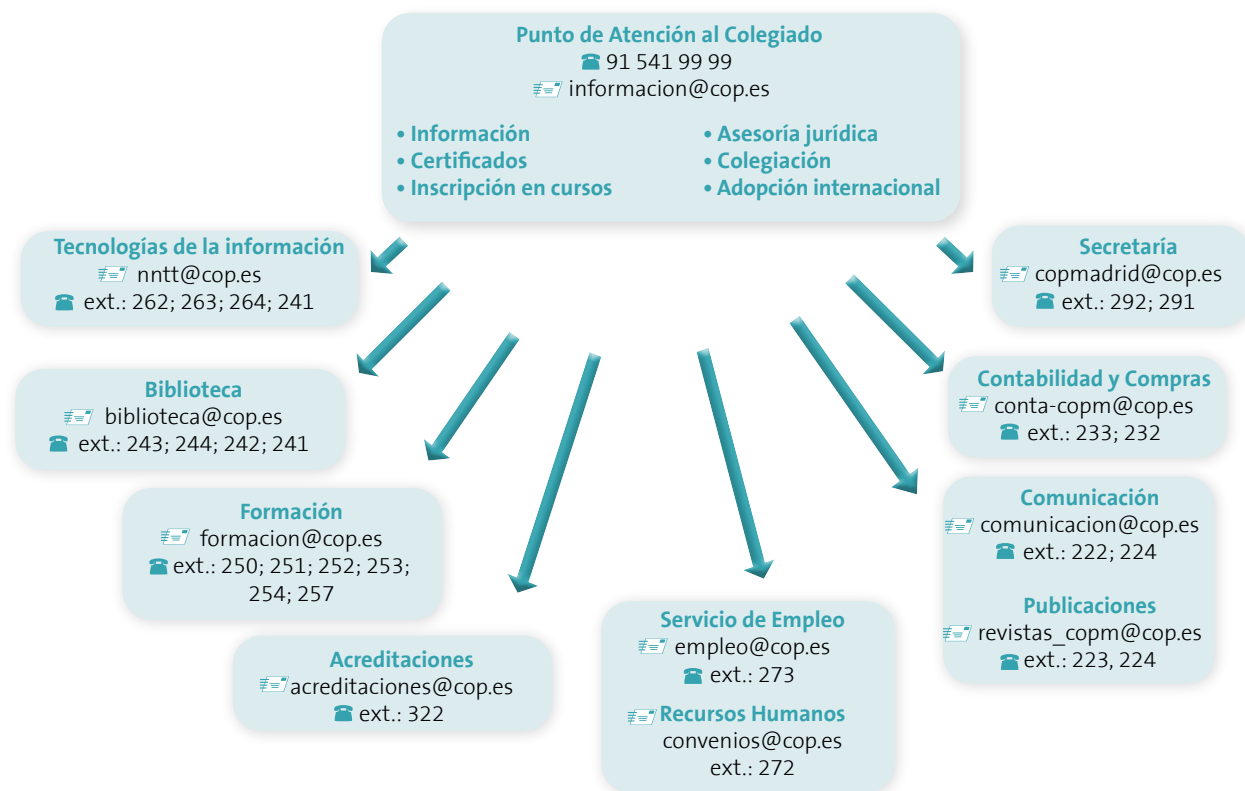 Punto de Atención al Colegiado
91 541 99 99
informacion@cop.es
• Información
• Certificados
• Inscripción en cursos
• Asesoría jurídica
• Colegiación
• Adopción internacional
Tecnologías de la información
nntt@cop.es
ext.: 262; 263; 264; 241
Secretaría
copmadrid@cop.es
ext.: 292; 291
Biblioteca
biblioteca@cop.es
ext.: 243; 244; 242; 241
Contabilidad y Compras
conta-copm@cop.es
ext.: 233; 232
Formación
formacion@cop.es
ext.: 250; 251; 252; 253;
254; 257
Comunicación
comunicacion@cop.es
ext.: 222; 224
Publicaciones
revistas_copm@cop.es
ext.: 223, 224
Acreditaciones
acreditaciones@cop.es
ext.: 322
Servicio de Empleo
empleo@cop.es
ext.: 273
Recursos Humanos
convenios@cop.es
ext.: 272